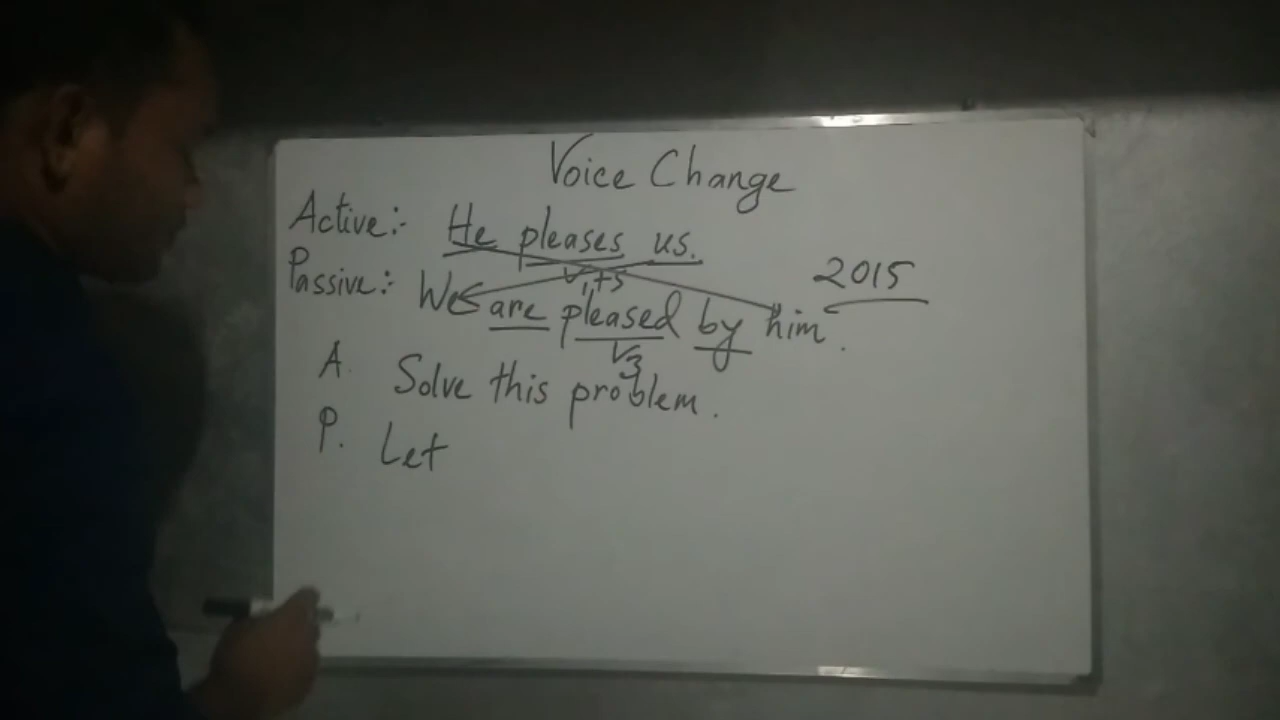 Voice Change
Active:- He pleases us.
V1+s
2015
Passive:- We are pleased by him.
V3
A. Solve this problem.
P. Let